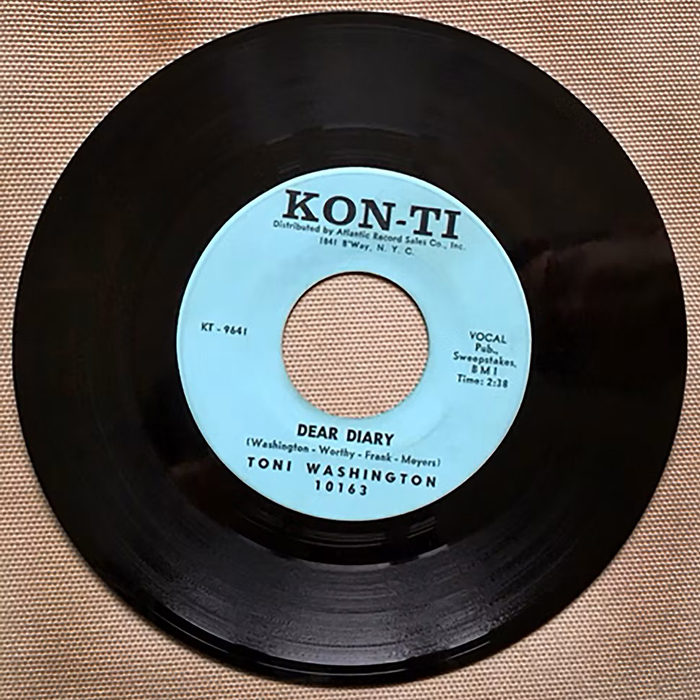 KON-TI
Distributed by Atlantic Record Sales Co., Inc.
1841 B'Way, N. Y. C.
KT - 9641
VOCAL
Pub.,
Sweepstakes,
BMI
Time: 2:38
DEAR DIARY
(Washington - Worthy - Frank - Meyers)
TONI WASHINGTON
10163